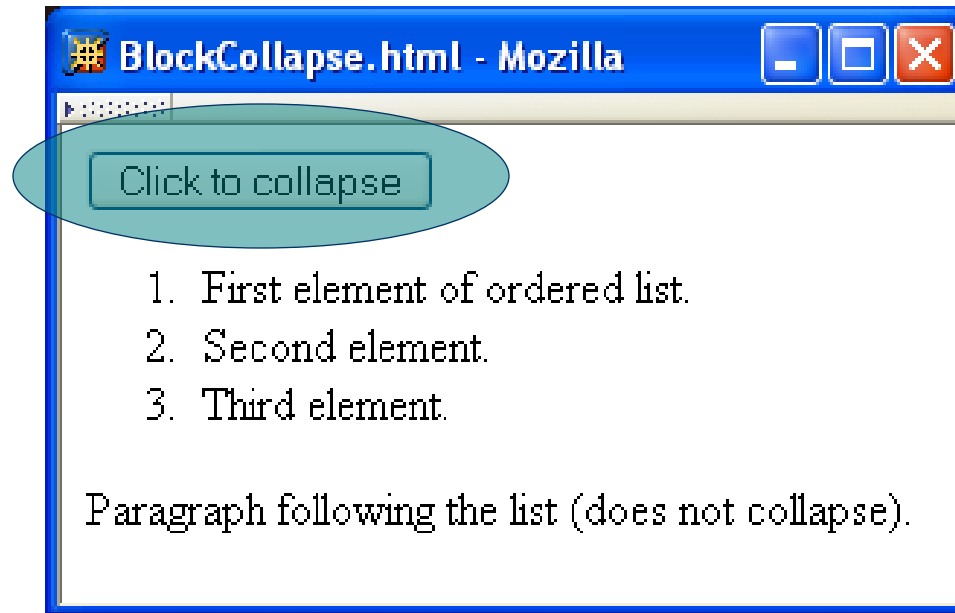 BlockCollapse.html - Mozilla
Click to collapse
1. First element of ordered list.
2. Second element.
3. Third element.
Paragraph following the list (does not collapse).